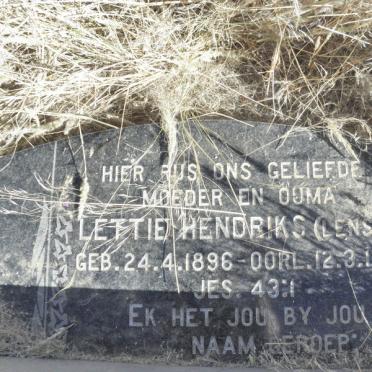 HIER RUS ONS GELIEFDE
MOEDER EN OUMA
LETTIE HENDRIKS (LENS
GEB. 24.4.1896-OORL. 12.3.1
JES. 43:1
EK HET JOU BY JOU
NAAM GEROEP